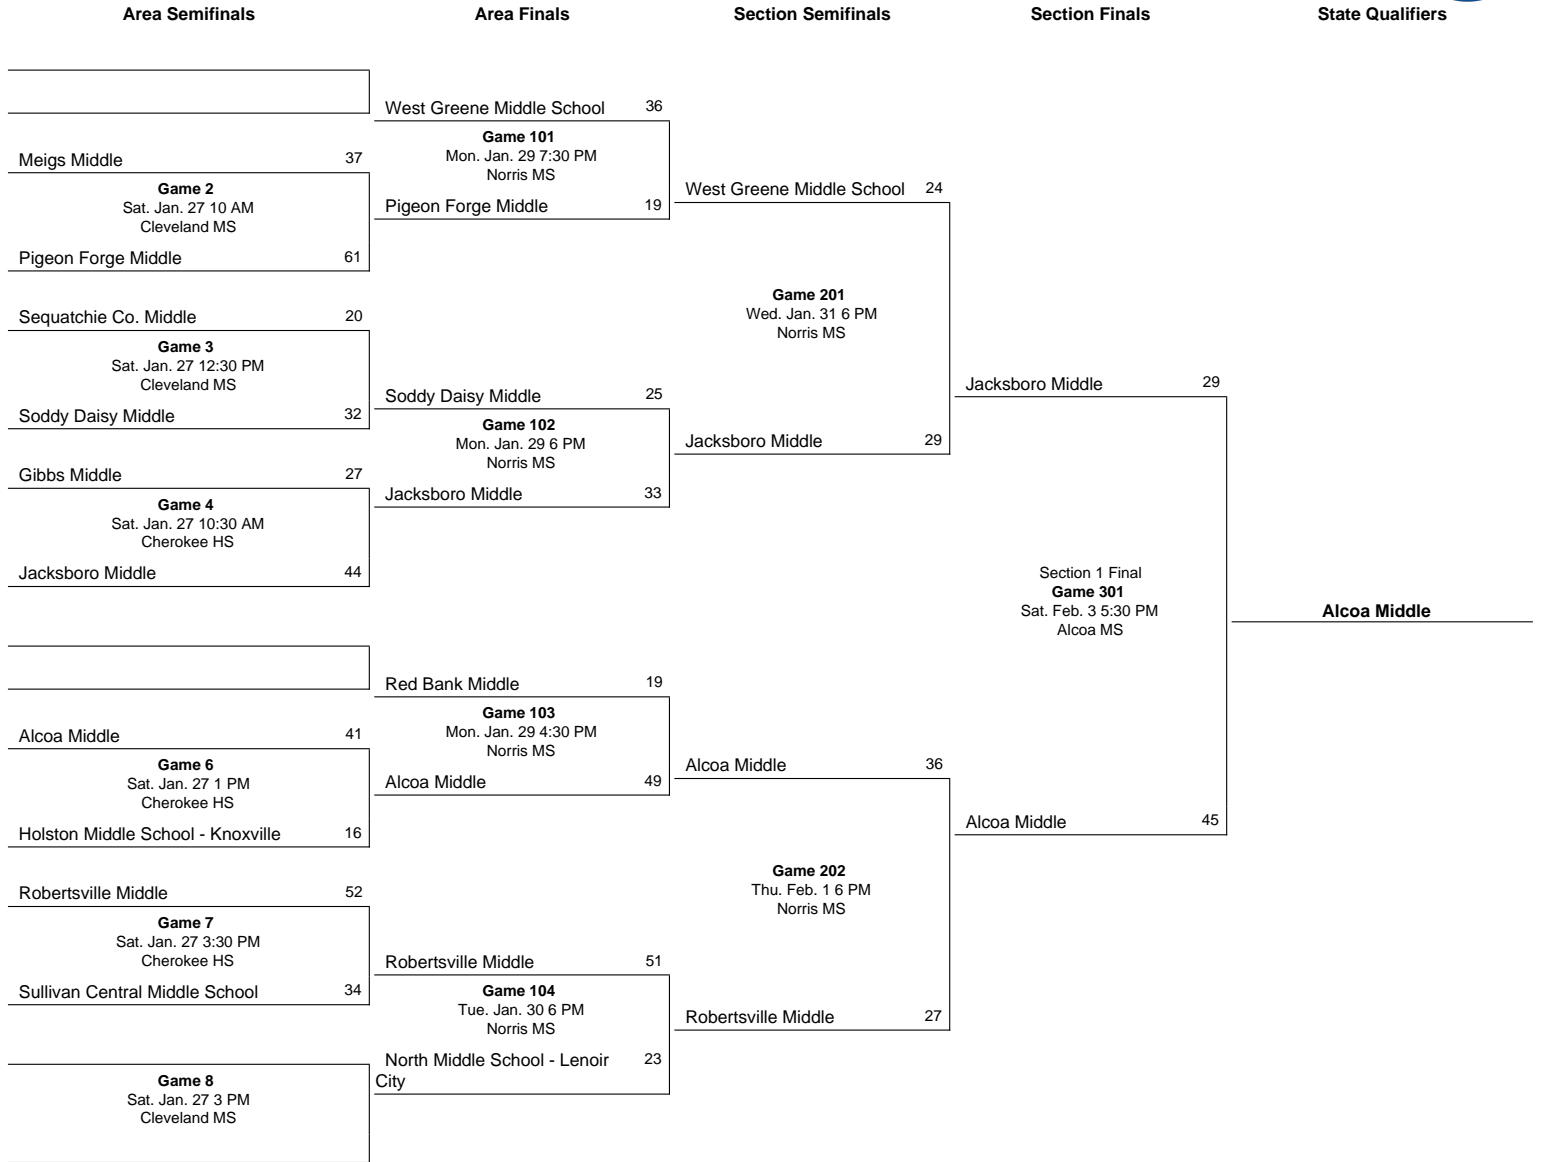 Area Semifinals
Area Finals
Section Semifinals
Section Finals
State Qualifiers
Meigs Middle 37
Game 2
Sat. Jan. 27 10 AM
Cleveland MS
Pigeon Forge Middle 61
Sequatchie Co. Middle 20
Game 3
Sat. Jan. 27 12:30 PM
Cleveland MS
Soddy Daisy Middle 32
Gibbs Middle 27
Game 4
Sat. Jan. 27 10:30 AM
Cherokee HS
Jacksboro Middle 44
Alcoa Middle 41
Game 6
Sat. Jan. 27 1 PM
Cherokee HS
Holston Middle School - Knoxville 16
Robertsville Middle 52
Game 7
Sat. Jan. 27 3:30 PM
Cherokee HS
Sullivan Central Middle School 34
Game 8
Sat. Jan. 27 3 PM
Cleveland MS
West Greene Middle School 36
Game 101
Mon. Jan. 29 7:30 PM
Norris MS
Pigeon Forge Middle 19
Soddy Daisy Middle 25
Game 102
Mon. Jan. 29 6 PM
Norris MS
Jacksboro Middle 33
Red Bank Middle 19
Game 103
Mon. Jan. 29 4:30 PM
Norris MS
Alcoa Middle 49
Robertsville Middle 51
Game 104
Tue. Jan. 30 6 PM
Norris MS
North Middle School - Lenoir 23
City
West Greene Middle School 24
Game 201
Wed. Jan. 31 6 PM
Norris MS
Jacksboro Middle 29
Alcoa Middle 36
Game 202
Thu. Feb. 1 6 PM
Norris MS
Robertsville Middle 27
Jacksboro Middle 29
Section 1 Final
Game 301
Sat. Feb. 3 5:30 PM
Alcoa MS
Alcoa Middle 45
Alcoa Middle